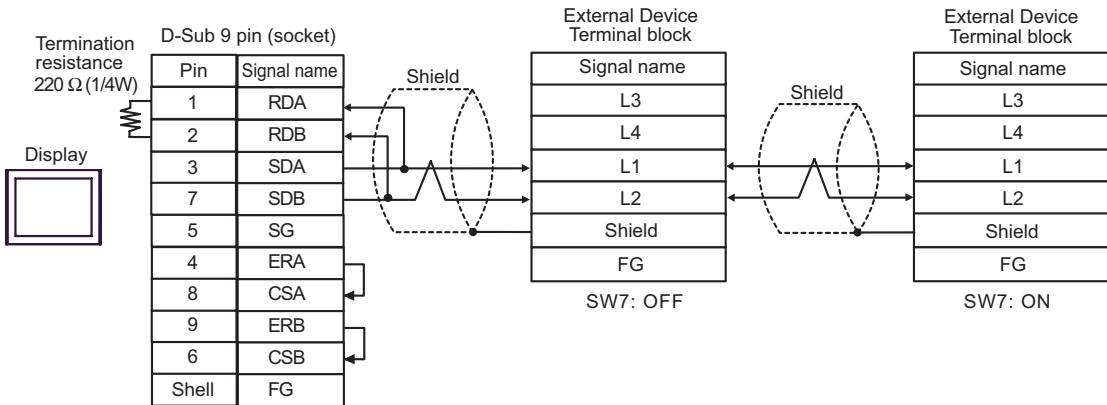 Termination
resistance
220 Ω (1/4W)
Display
D-Sub 9 pin (socket)
Pin Signal name
1 RDA
2 RDB
3 SDA
7 SDB
5 SG
4 ERA
8 CSA
9 ERB
6 CSB
Shell FG
Shield
External Device
Terminal block
Signal name
L3
L4
L1
L2
Shield
FG
SW7: OFF
Shield
External Device
Terminal block
Signal name
L3
L4
L1
L2
Shield
FG
SW7: ON